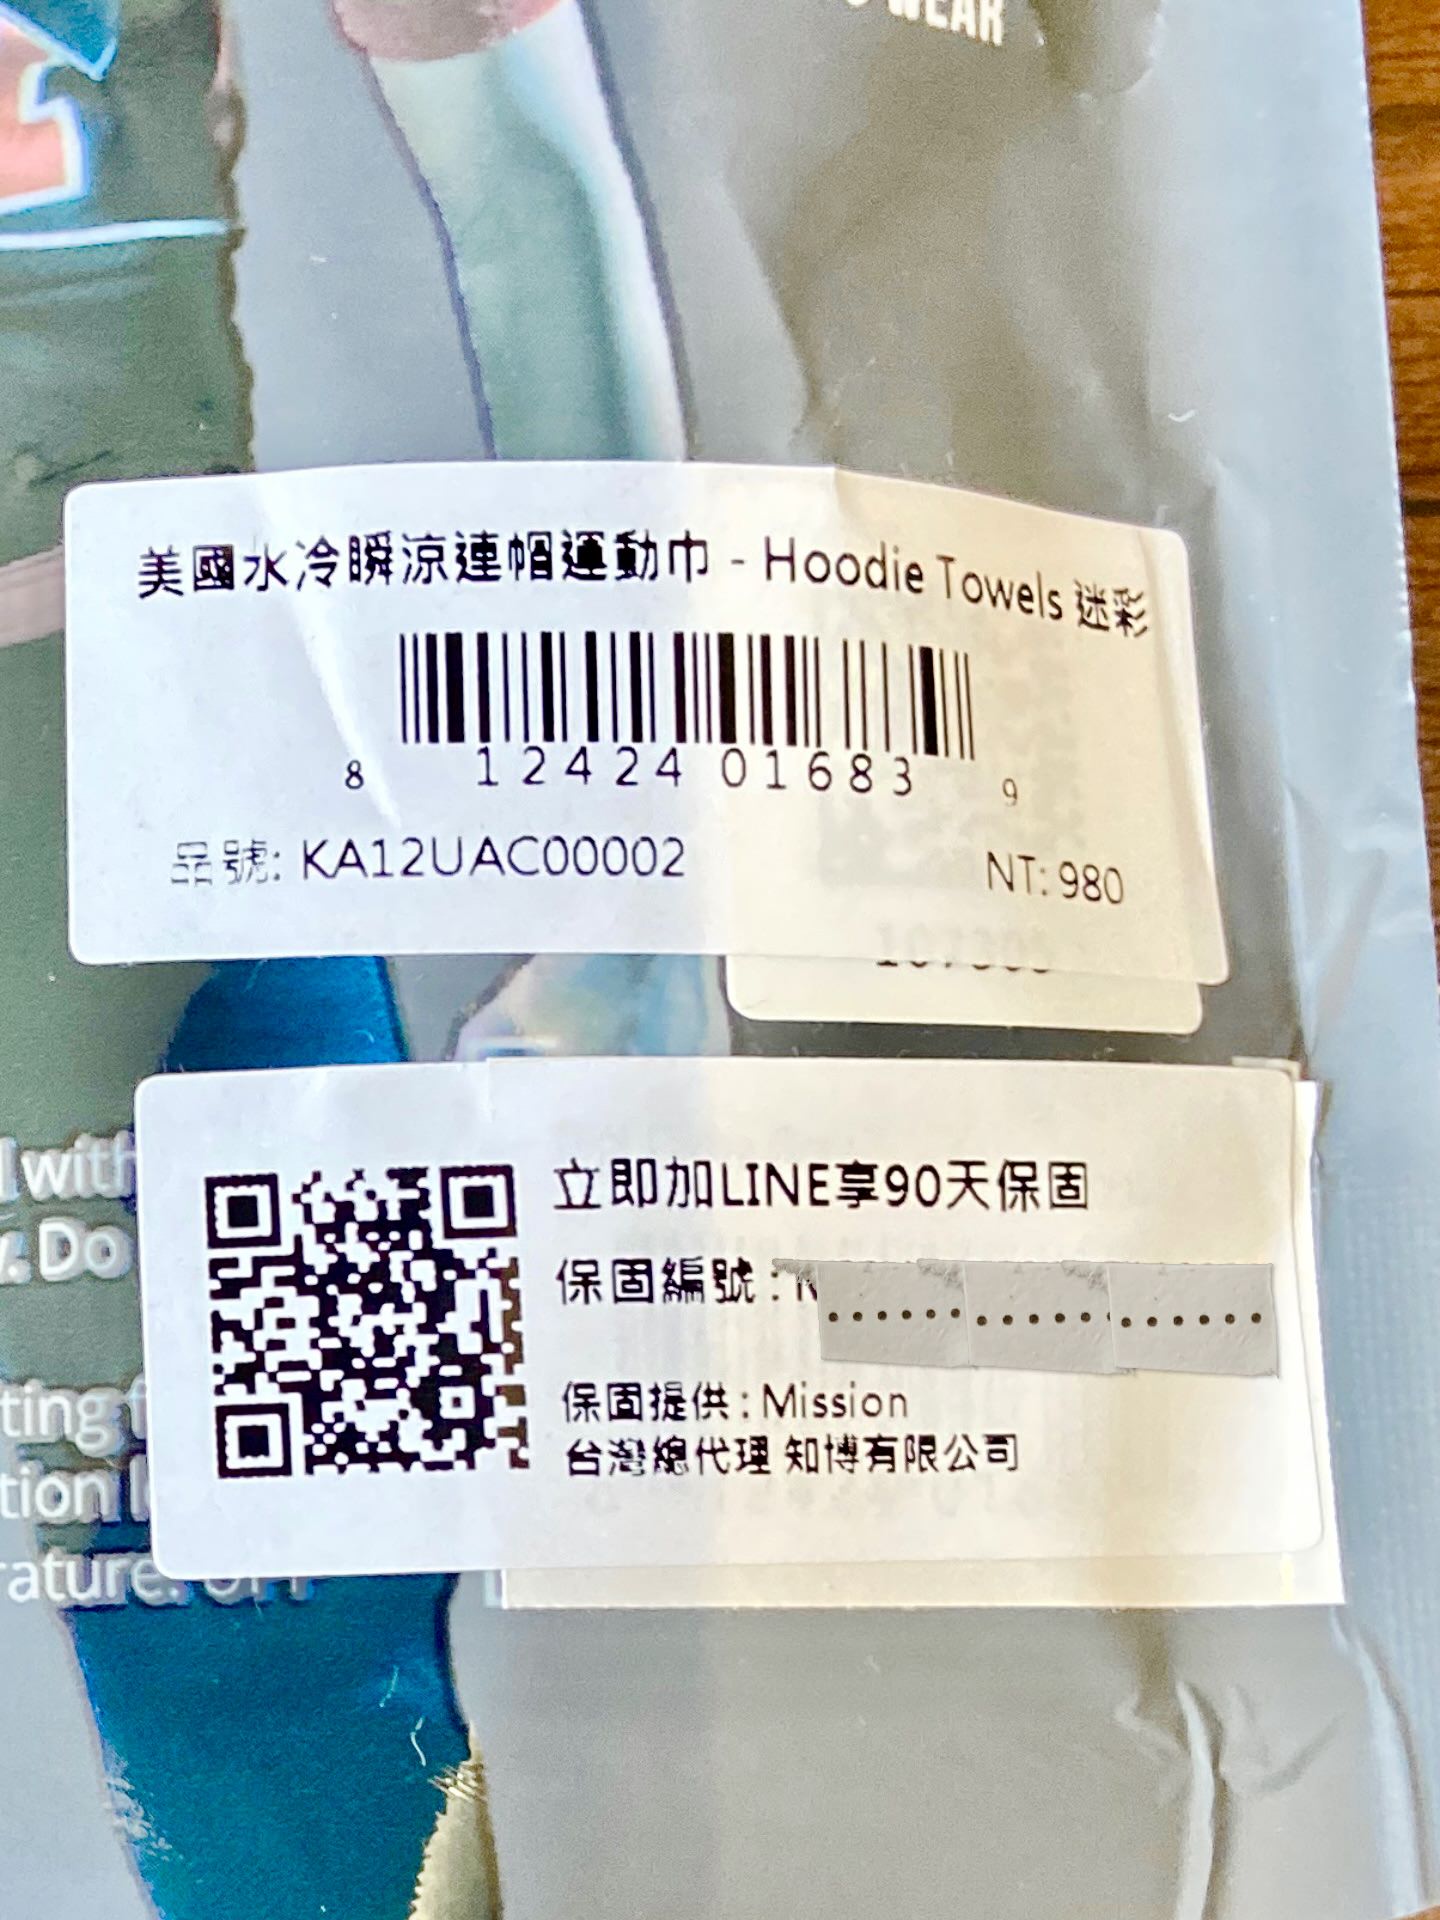 WEAR
美國水冷瞬涼連帽運動巾 - Hoodie Towels 迷彩
8 12424 01683 9
品號: KA12UAC00002 NT: 980
with
Do
立即加LINE享90天保固
保固編號:
保固提供: Mission
台灣總代理 知博有限公司